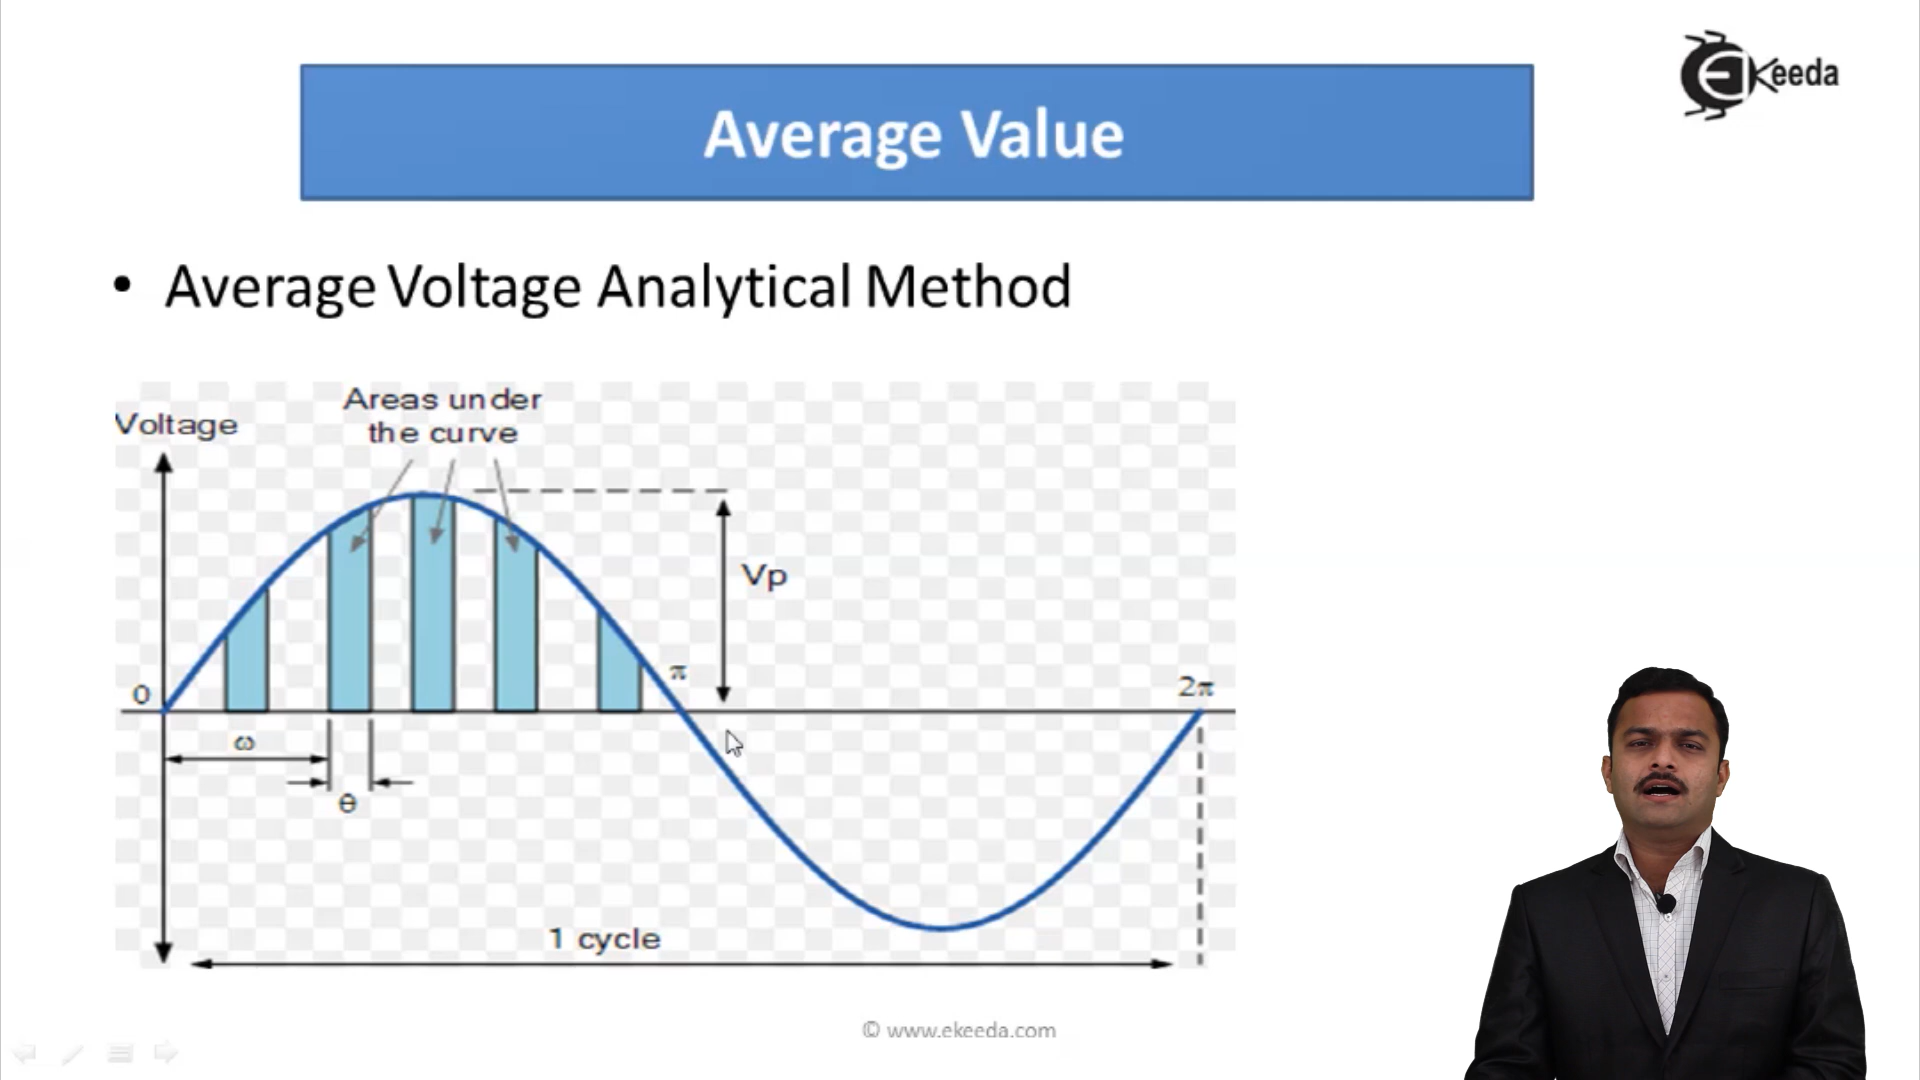 Ekeeda
Average Value
• Average Voltage Analytical Method
Areas under
the curve
Voltage
Vp
π
0
2π
ω
θ
1 cycle
© www.ekeeda.com